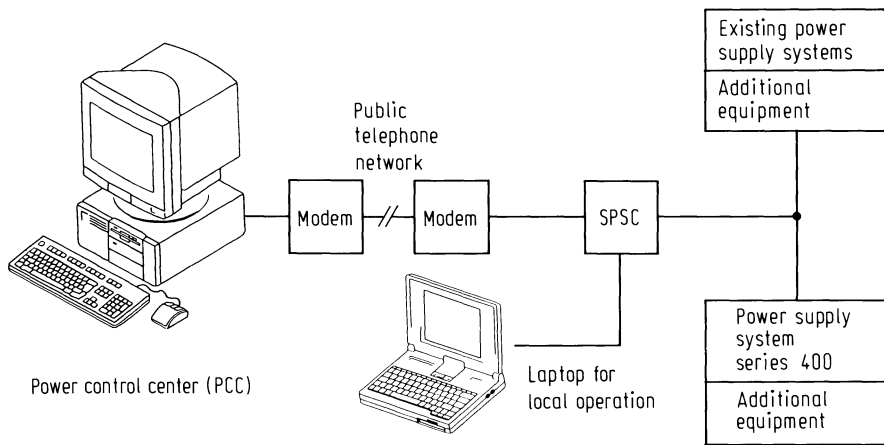 Existing power
supply systems
Additional
equipment
Public
telephone
network
Modem
Modem
SPSC
Power supply
system
series 400
Additional
equipment
Power control center (PCC)
Laptop for
local operation